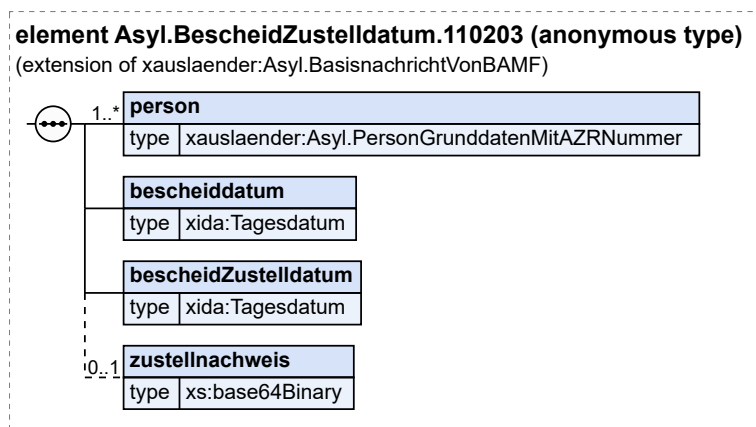 element Asyl.BescheidZustelldatum.110203 (anonymous type)
(extension of xauslaender:Asyl.BasisnachrichtVonBAMF)
1..* person
type xauslaender:Asyl.PersonGrunddatenMitAZRNummer
bescheiddatum
type xida:Tagesdatum
bescheidZustelldatum
type xida:Tagesdatum
0..1 zustellnachweis
type xs:base64Binary